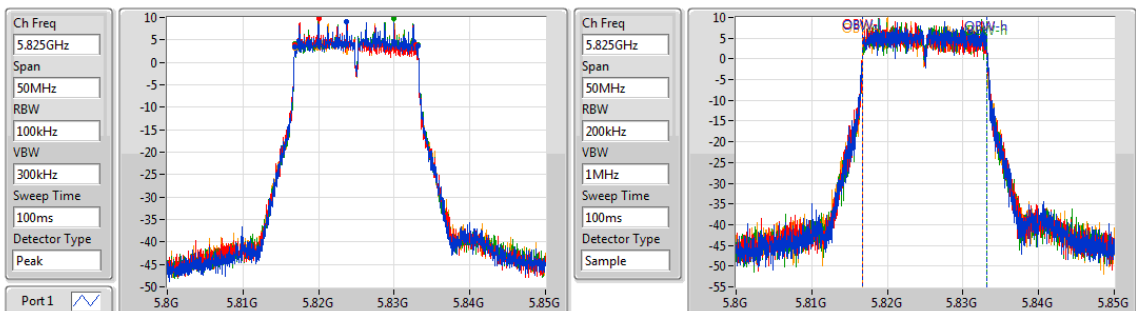 Ch Freq
5.825GHz
Span
50MHz
RBW
100kHz
VBW
300kHz
Sweep Time
100ms
Detector Type
Peak
Port 1
10
5
0
-5
-10
-15
-20
-25
-30
-35
-40
-45
-50
5.8G 5.81G 5.82G 5.83G 5.84G 5.85G
Ch Freq
5.825GHz
Span
50MHz
RBW
200kHz
VBW
1MHz
Sweep Time
100ms
Detector Type
Sample
10
5
0
-5
-10
-15
-20
-25
-30
-35
-40
-45
-50
-55
OBW-h
5.8G 5.81G 5.82G 5.83G 5.84G 5.85G